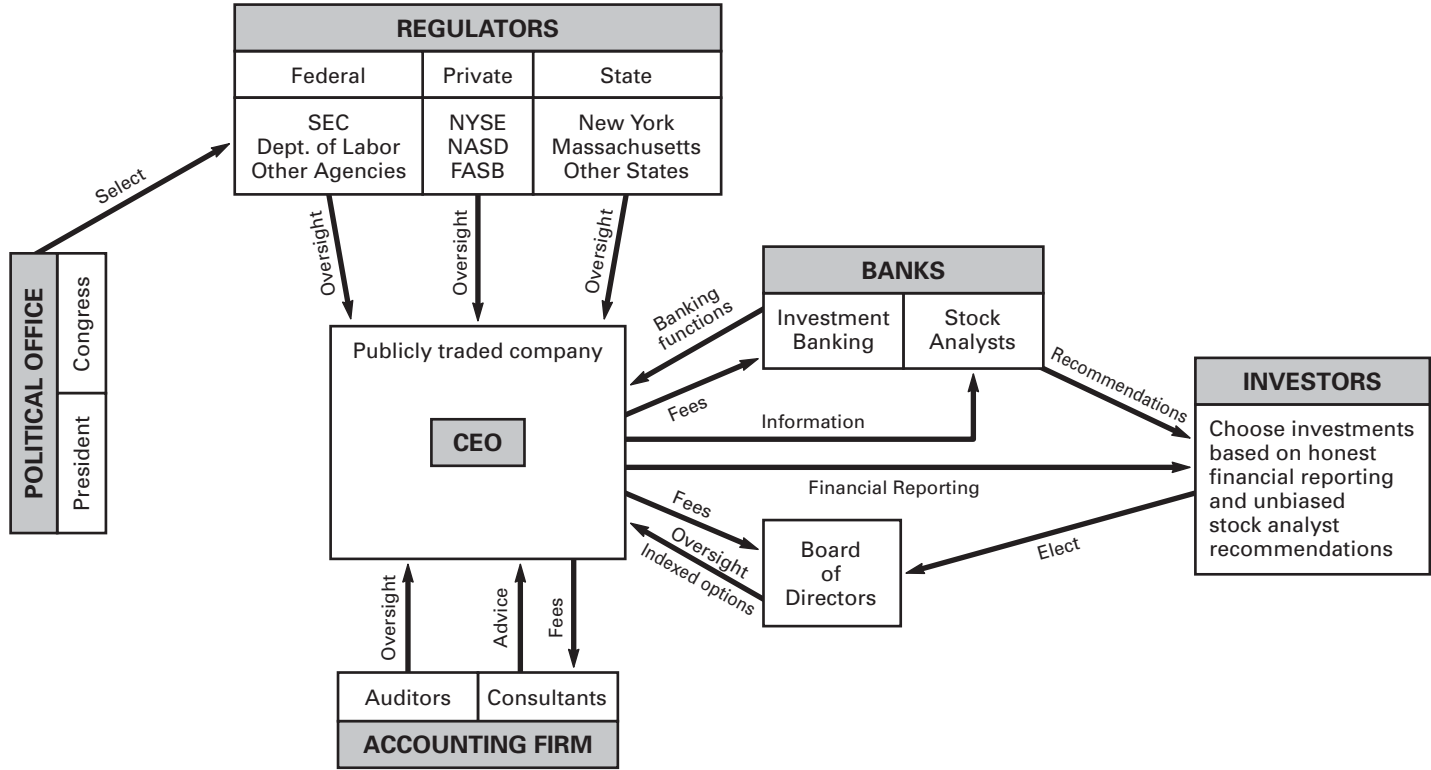 REGULATORS
Federal
Private
State
SEC
Dept. of Labor
Other Agencies
NYSE
NASD
FASB
New York
Massachusetts
Other States
Select
Oversight
Oversight
Oversight
POLITICAL OFFICE
Congress
President
BANKS
Investment
Banking
Stock
Analysts
Banking
functions
Fees
Information
Recommendations
Publicly traded company
CEO
INVESTORS
Choose investments
based on honest
financial reporting
and unbiased
stock analyst
recommendations
Financial Reporting
Fees
Oversight
Indexed options
Board
of
Directors
Elect
Oversight
Advice
Fees
Auditors
Consultants
ACCOUNTING FIRM